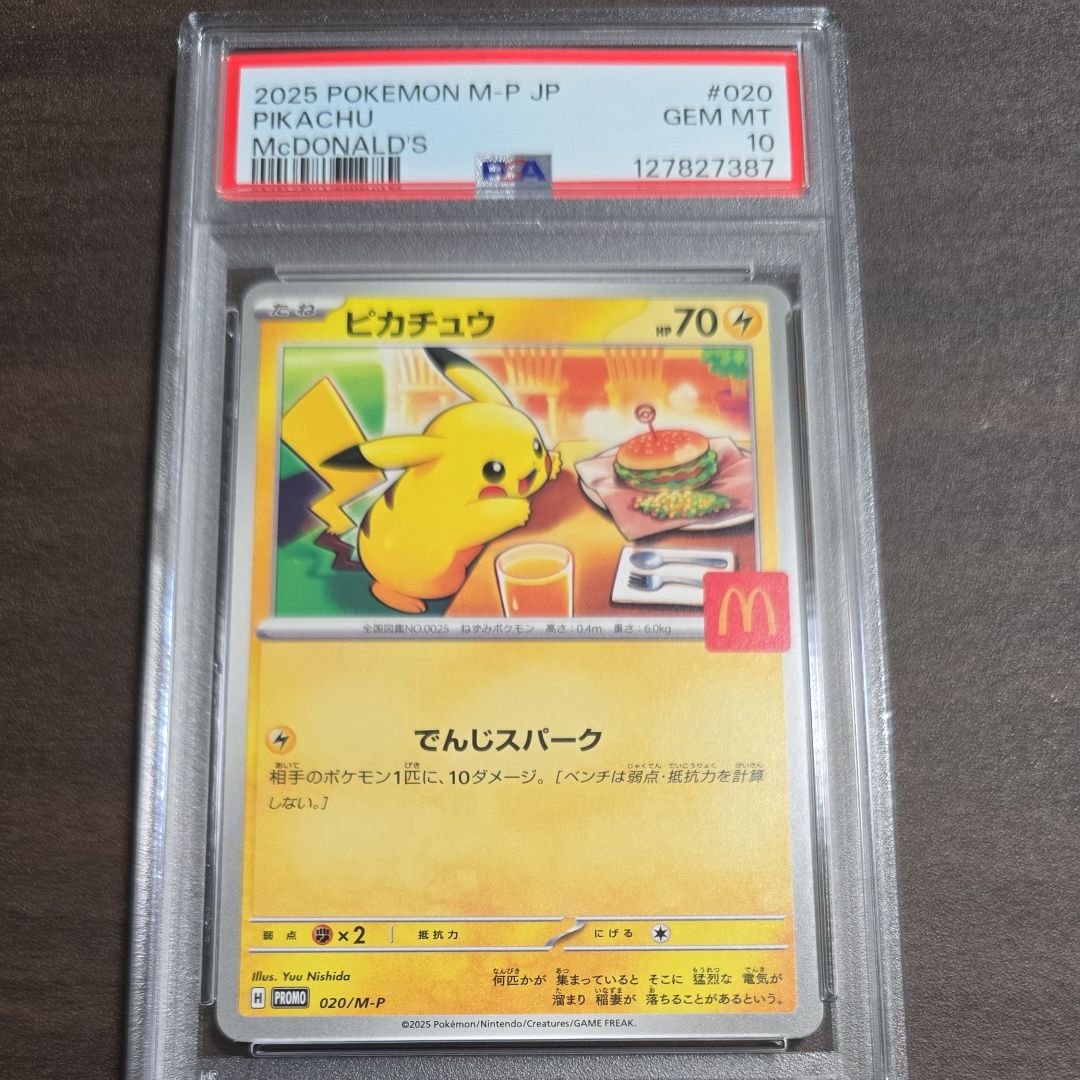 2025 POKEMON M-P JP #020
PIKACHU GEM MT
McDONALD'S 10
PSA 127827387
たね ピカチュウ HP70
全国図鑑NO.0025 ねずみポケモン 高さ:0.4m 重さ:6.0kg
でんじスパーク
相手のポケモン1匹に、10ダメージ。[ベンチは弱点・抵抗力を計算
しない。]
弱点 ×2 抵抗力 にげる
Illus. Yuu Nishida
何匹かが 集まっていると そこに 猛烈な 電気が
溜まり 稲妻が 落ちることがあるという。
H PROMO 020/M-P
©2025 Pokémon/Nintendo/Creatures/GAME FREAK.